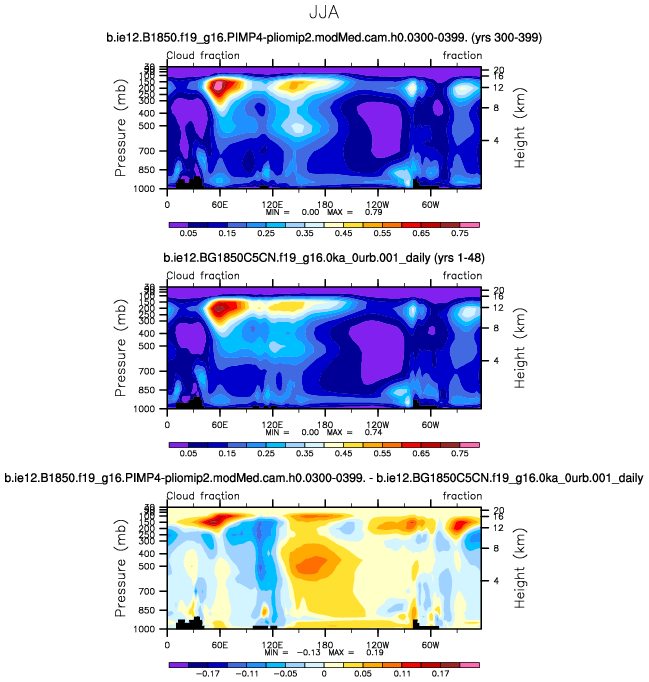 JJA
b.ie12.B1850.f19_g16.PIMP4-pliomip2.modMed.cam.h0.0300-0399. (yrs 300-399)
Cloud fraction fraction
Pressure (mb)
200
250
300
400
500
700
850
1000
20
16
12
8
4
Height (km)
0 60E 120E 180 120W 60W
MIN = 0.00 MAX = 0.79
0.05 0.15 0.25 0.35 0.45 0.55 0.65 0.75
b.ie12.BG1850C5CN.f19_g16.0ka_0urb.001_daily (yrs 1-48)
Cloud fraction fraction
Pressure (mb)
150
200
250
300
400
500
700
850
1000
20
16
12
8
4
Height (km)
0 60E 120E 180 120W 60W
MIN = 0.00 MAX = 0.74
0.05 0.15 0.25 0.35 0.45 0.55 0.65 0.75
b.ie12.B1850.f19_g16.PIMP4-pliomip2.modMed.cam.h0.0300-0399. - b.ie12.BG1850C5CN.f19_g16.0ka_0urb.001_daily
Cloud fraction fraction
Pressure (mb)
150
200
250
300
400
500
700
850
1000
20
16
12
8
4
Height (km)
0 60E 120E 180 120W 60W
MIN = -0.13 MAX = 0.19
-0.17 -0.11 -0.05 0 0.05 0.11 0.17